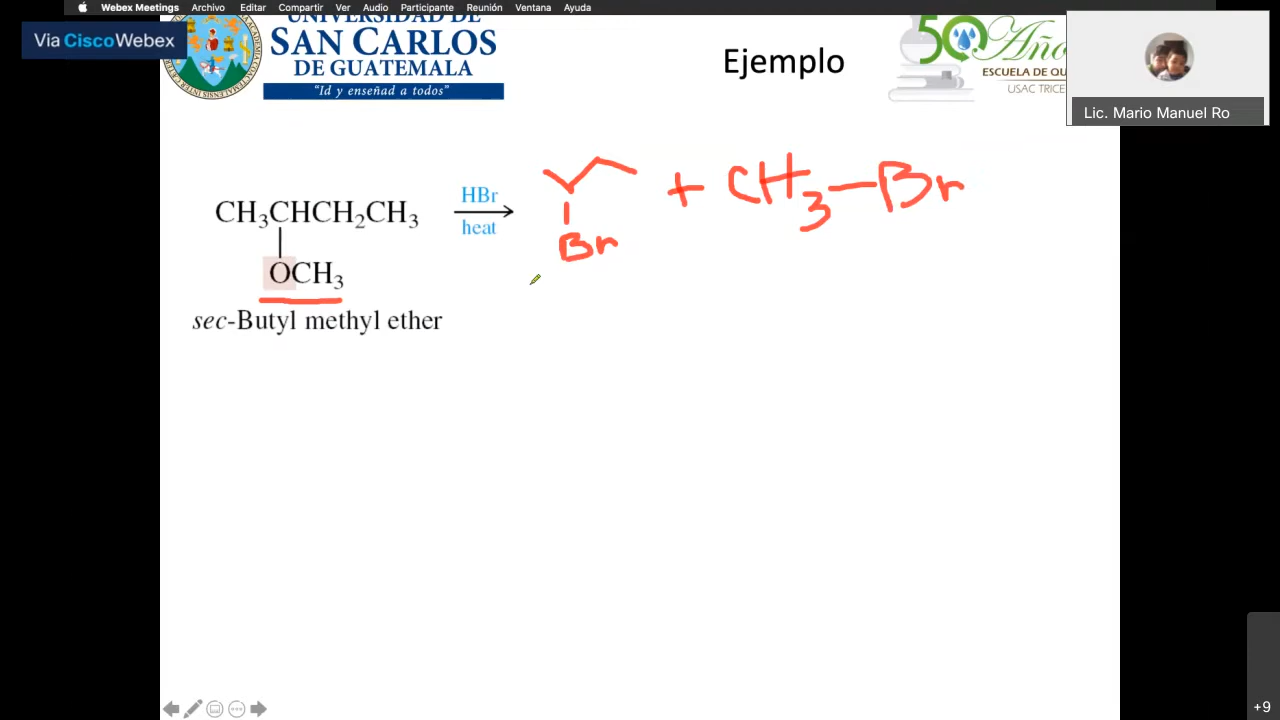 Webex Meetings Archivo Editar Compartir Ver Audio Participante Reunión Ventana Ayuda
Via Cisco Webex
UNIVERSIDAD DE
SAN CARLOS
DE GUATEMALA
"Id y enseñad a todos"
Ejemplo
50 Años
ESCUELA DE
USAC
Lic. Mario Manuel Ro
CH3CHCH2CH3
OCH3
sec-Butyl methyl ether
HBr
heat
Br
+ CH3-Br
+9